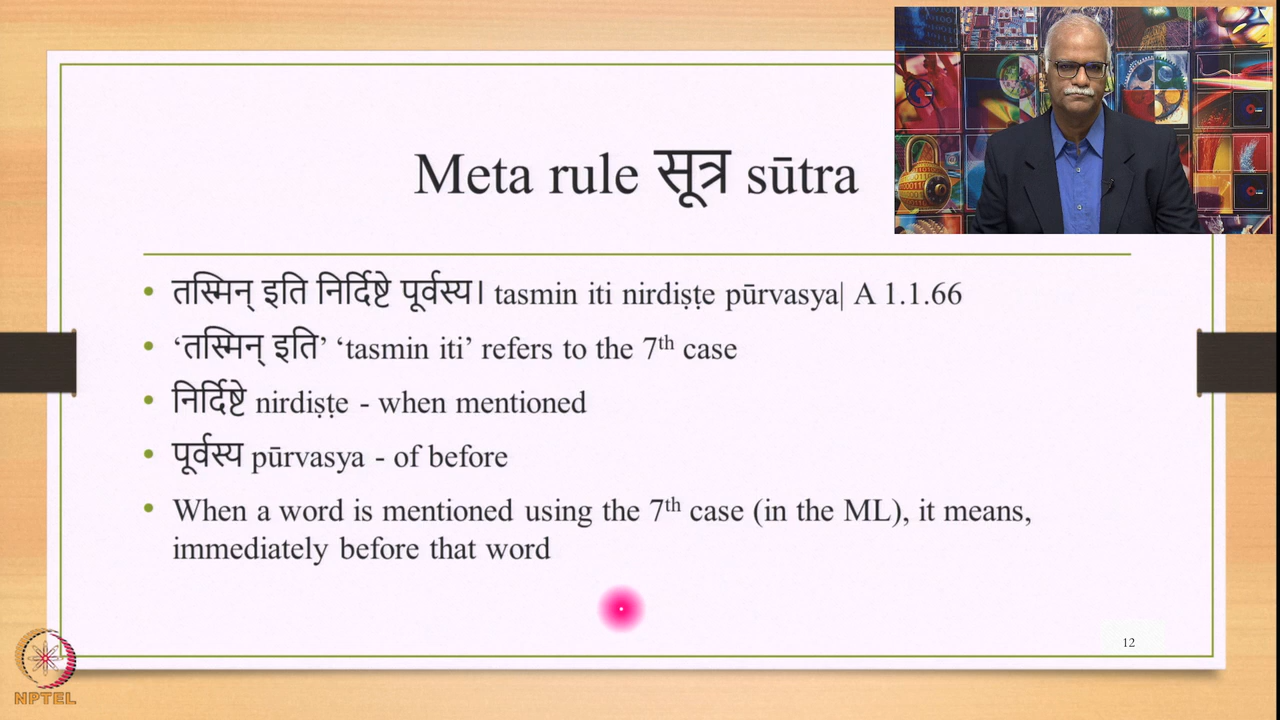 Meta rule सूत्र sūtra
• तस्मिन् इति निर्दिष्टे पूर्वस्य। tasmin iti nirdiṣṭe pūrvasya| A 1.1.66
• ‘तस्मिन् इति’ ‘tasmin iti’ refers to the 7th case
• निर्दिष्टे nirdiṣṭe - when mentioned
• पूर्वस्य pūrvasya - of before
• When a word is mentioned using the 7th case (in the ML), it means,
immediately before that word
12
NPTEL